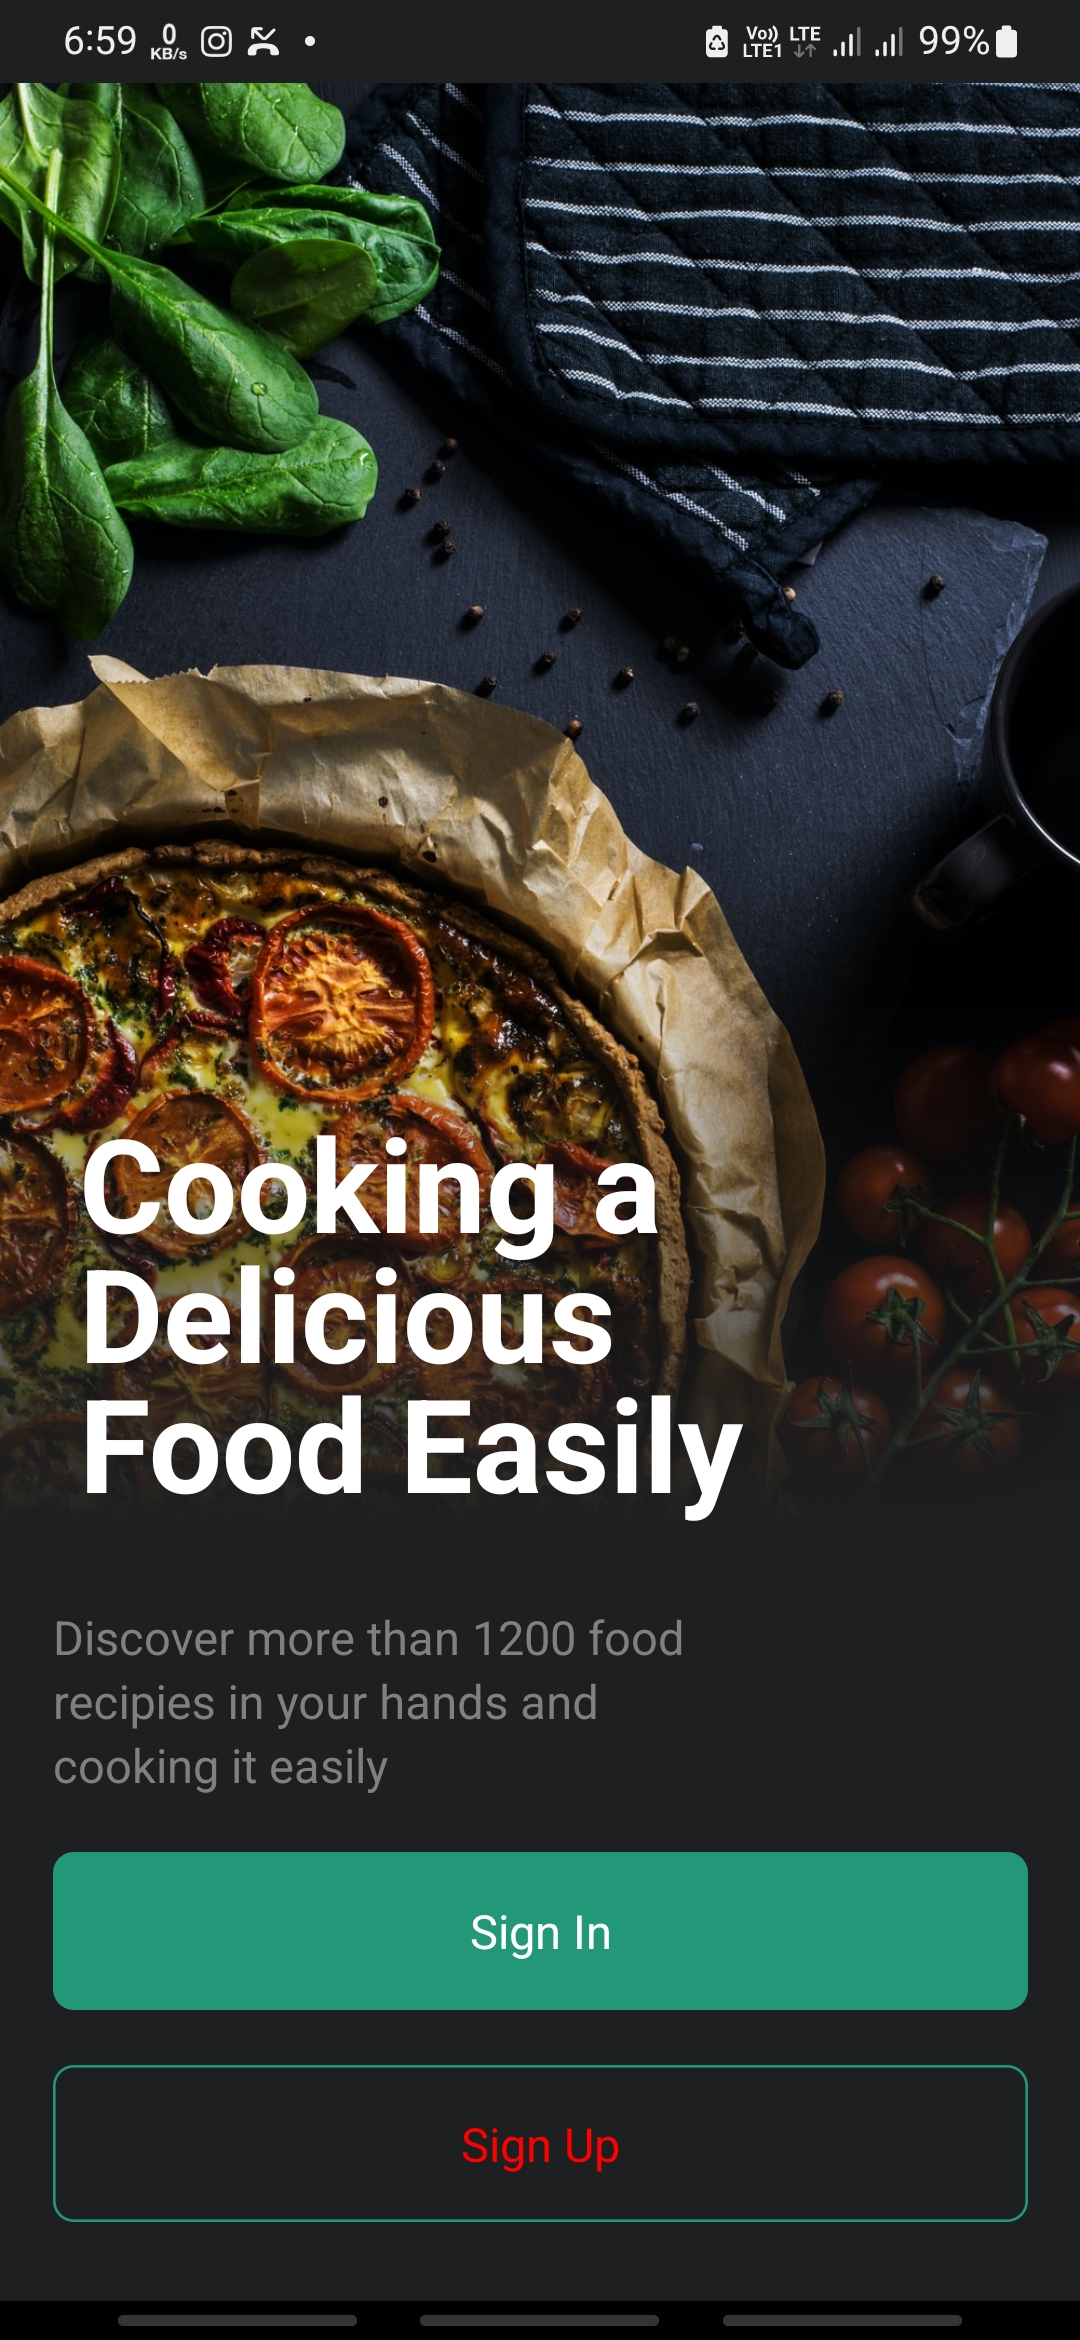 6:59 0 KB/s Vo)) LTE1 LTE 99%
Cooking a
Delicious
Food Easily
Discover more than 1200 food
recipies in your hands and
cooking it easily
Sign In
Sign Up